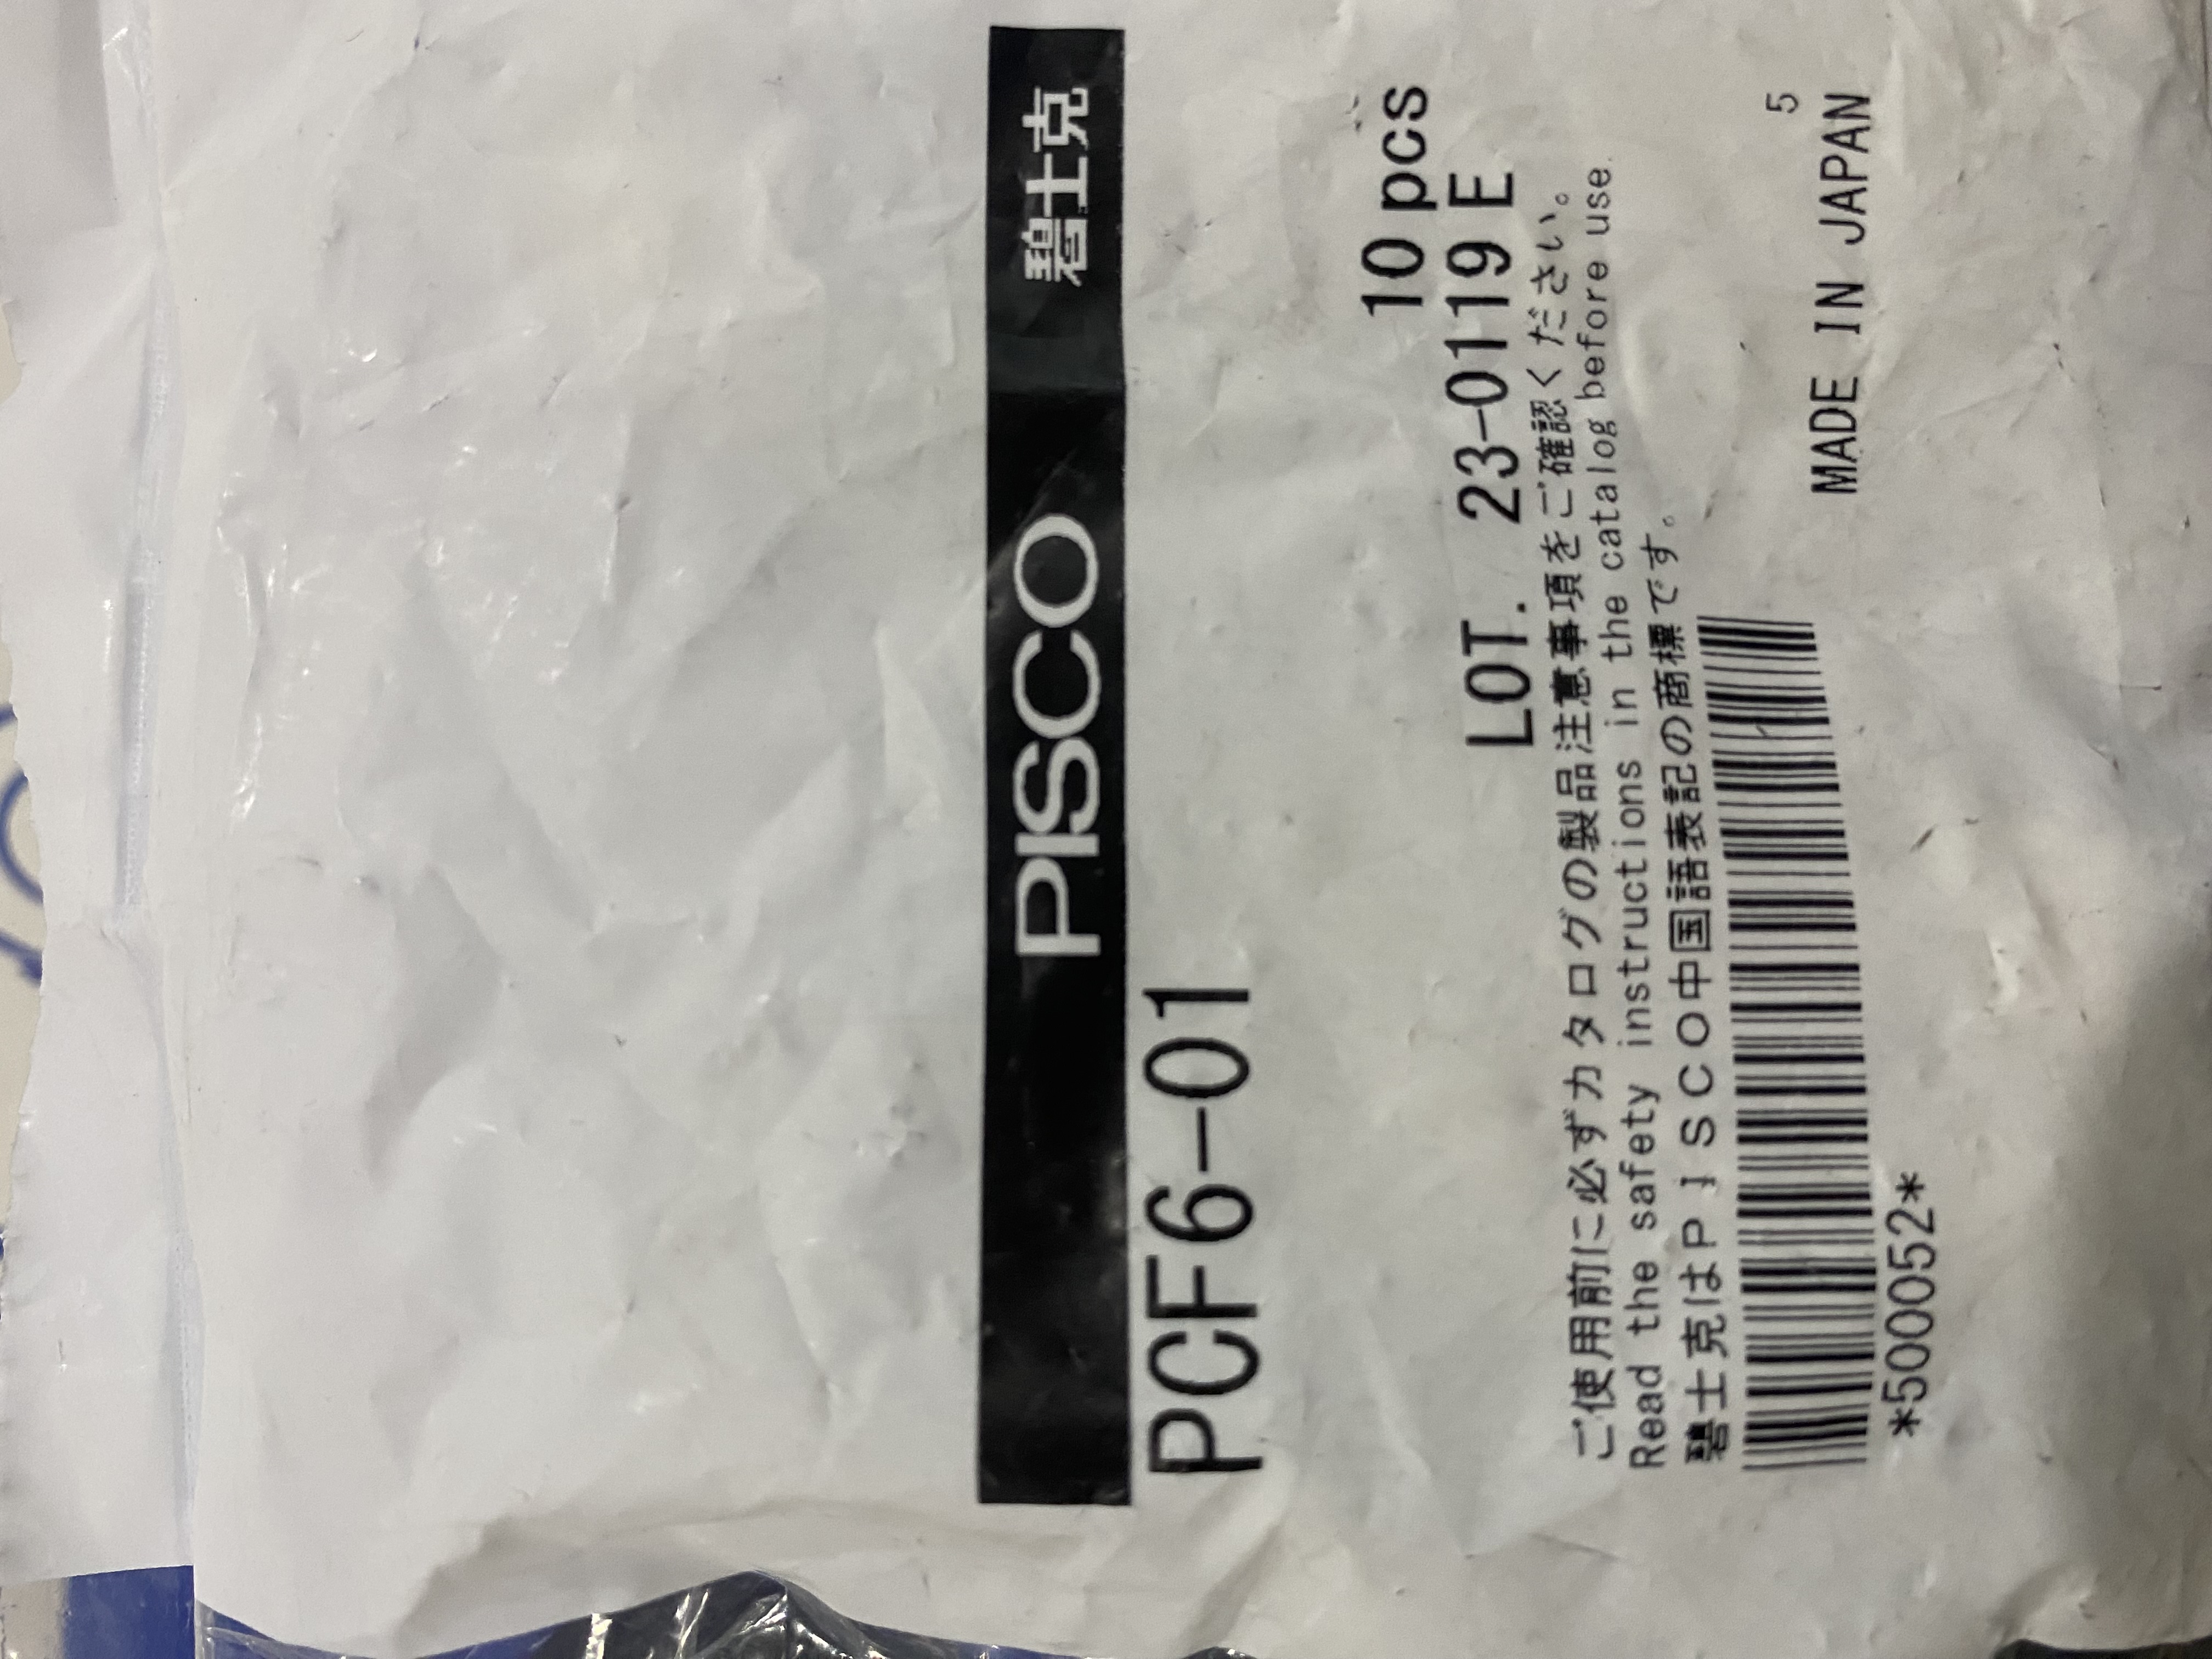 PISCO 碧士克
PCF6-01
10 pcs
LOT. 23-0119 E
ご使用前に必ずカタログの製品注意事項をご確認ください。
Read the safety instructions in the catalog before use.
碧士克はＰＩＳＣＯ中国語表記の商標です。
5
MADE IN JAPAN
*500052*